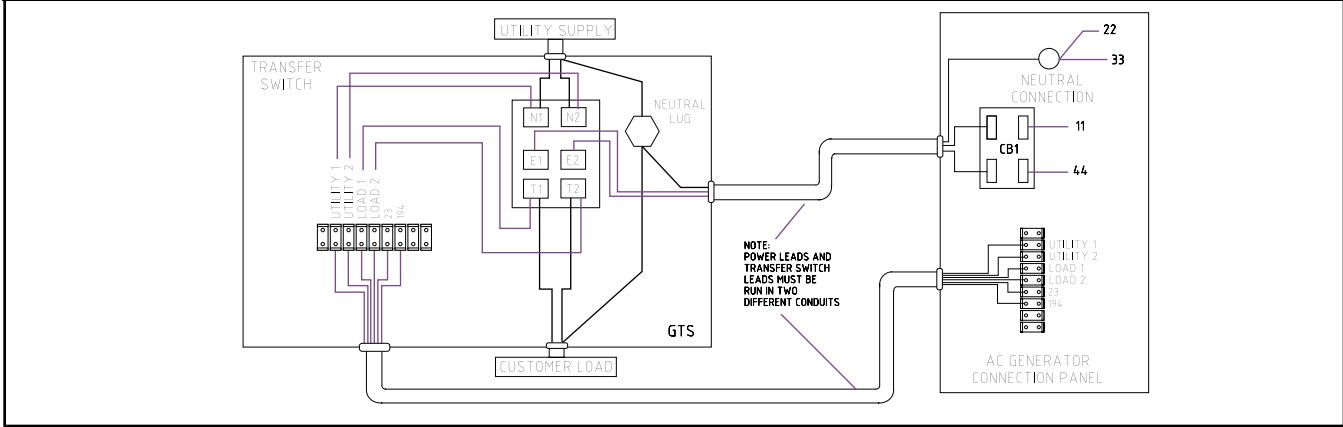 UTILITY SUPPLY
TRANSFER
SWITCH
N1
N2
NEUTRAL
LUG
E1
E2
T1
T2
UTILITY 1
UTILITY 2
LOAD 1
LOAD 2
23
194
GTS
CUSTOMER LOAD
NOTE:
POWER LEADS AND
TRANSFER SWITCH
LEADS MUST BE
RUN IN TWO
DIFFERENT CONDUITS
22
33
NEUTRAL
CONNECTION
11
CB1
44
UTILITY 1
UTILITY 2
LOAD 1
LOAD 2
23
194
AC GENERATOR
CONNECTION PANEL